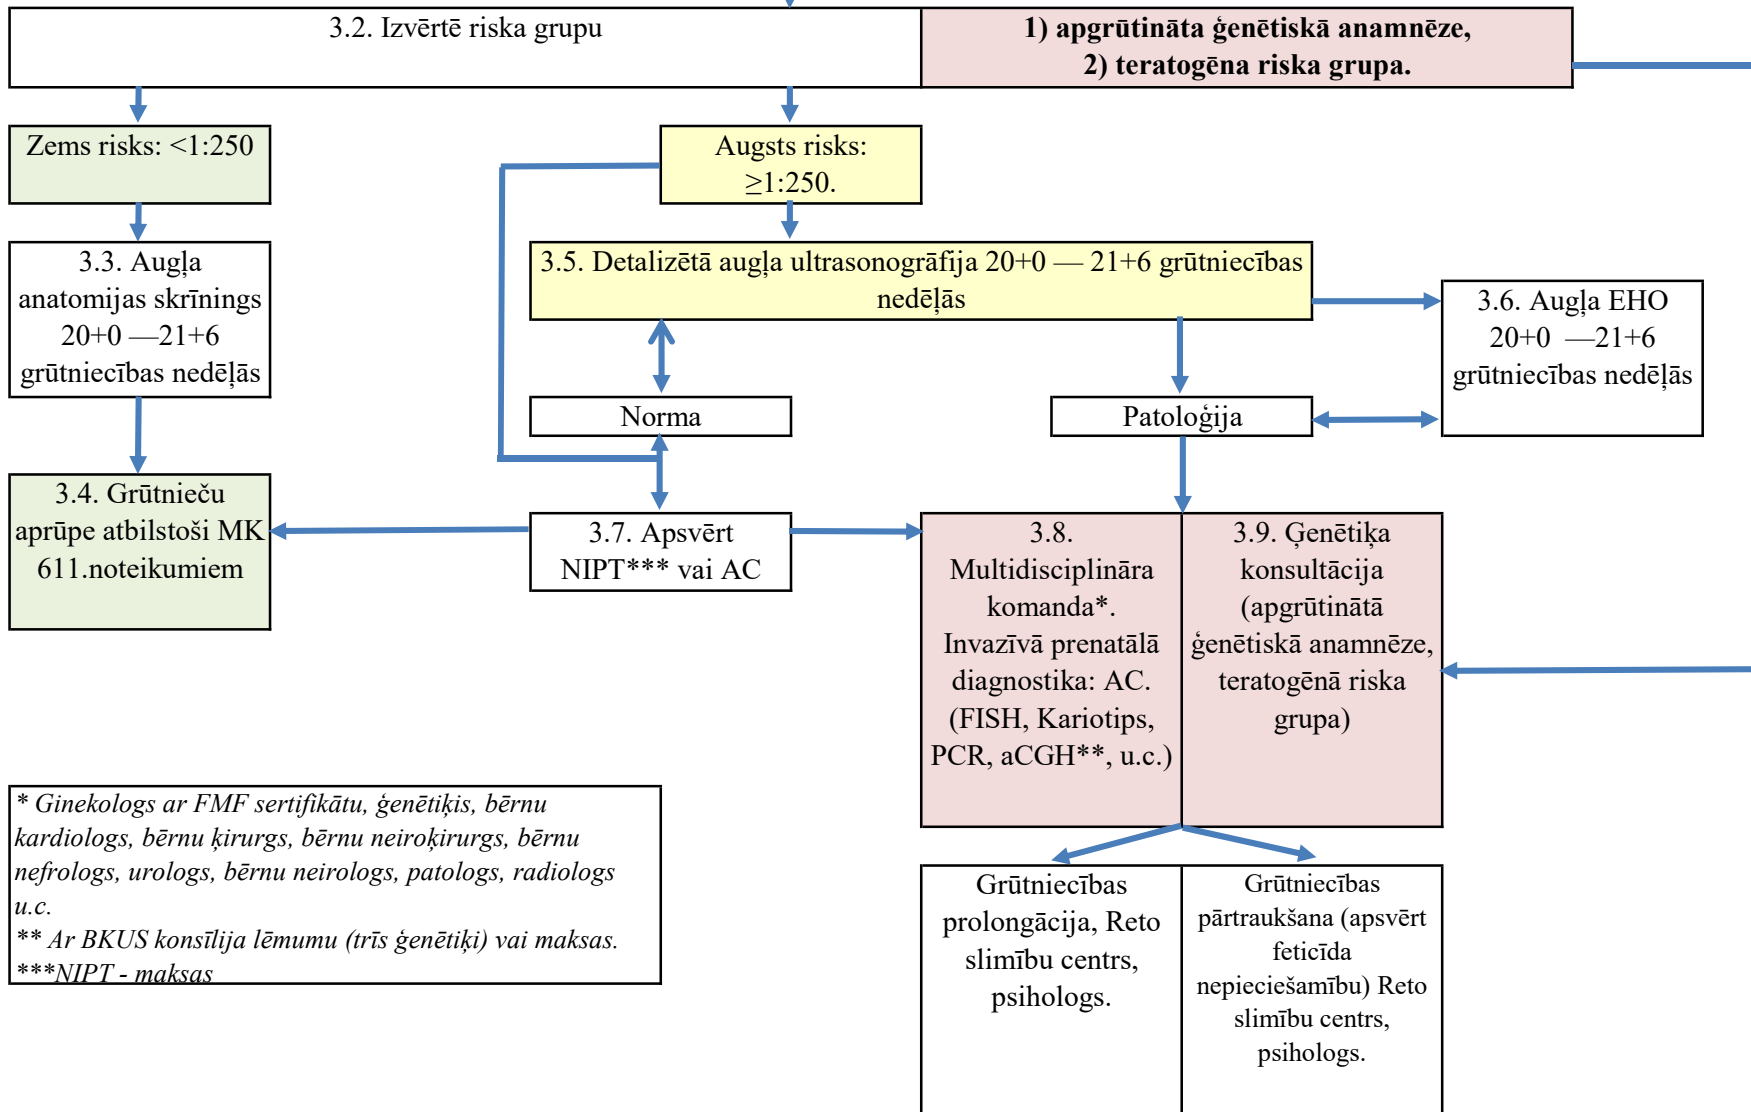 3.2. Izvērtē riska grupu
1) apgrūtināta ģenētiskā anamnēze,
2) teratogēna riska grupa.
Zems risks: <1:250
Augsts risks:
≥1:250.
3.3. Augļa
anatomijas skrīnings
20+0 —21+6
grūtniecības nedēļās
3.5. Detalizētā augļa ultrasonogrāfija 20+0 — 21+6 grūtniecības
nedēļās
3.6. Augļa EHO
20+0 —21+6
grūtniecības nedēļās
Norma
Patoloģija
3.4. Grūtnieču
aprūpe atbilstoši MK
611.noteikumiem
3.7. Apsvērt
NIPT*** vai AC
3.8.
Multidisciplināra
komanda*.
Invazīvā prenatālā
diagnostika: AC.
(FISH, Kariotips,
PCR, aCGH**, u.c.)
3.9. Ģenētiķa
konsultācija
(apgrūtinātā
ģenētiskā anamnēze,
teratogēnā riska
grupa)
* Ginekologs ar FMF sertifikātu, ģenētiķis, bērnu
kardiologs, bērnu ķirurgs, bērnu neiroķirurgs, bērnu
nefrologs, urologs, bērnu neirologs, patologs, radiologs
u.c.
** Ar BKUS konsīlija lēmumu (trīs ģenētiķi) vai maksas.
***NIPT - maksas
Grūtniecības
prolongācija, Reto
slimību centrs,
psihologs.
Grūtniecības
pārtraukšana (apsvērt
feticīda
nepieciešamību) Reto
slimību centrs,
psihologs.